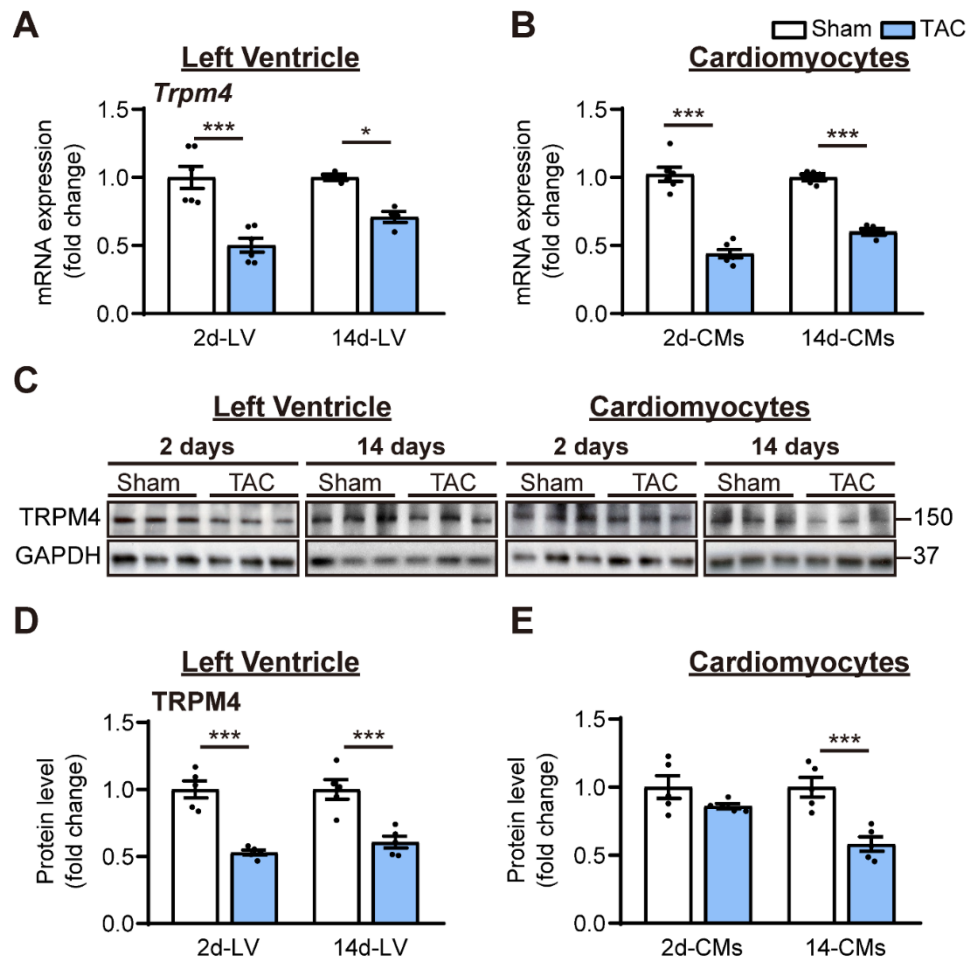 A
B
Sham TAC
Left Ventricle
Cardiomyocytes
Trpm4
mRNA expression
(fold change)
1.5
1.0
0.5
0.0
***
*
2d-LV
14d-LV
mRNA expression
(fold change)
1.5
1.0
0.5
0.0
***
***
2d-CMs
14d-CMs
C
Left Ventricle
Cardiomyocytes
2 days
14 days
2 days
14 days
Sham TAC Sham TAC Sham TAC Sham TAC
TRPM4
150
GAPDH
37
D
E
Left Ventricle
Cardiomyocytes
TRPM4
Protein level
(fold change)
1.5
1.0
0.5
0.0
***
***
2d-LV
14d-LV
Protein level
(fold change)
1.5
1.0
0.5
0.0
***
2d-CMs
14-CMs